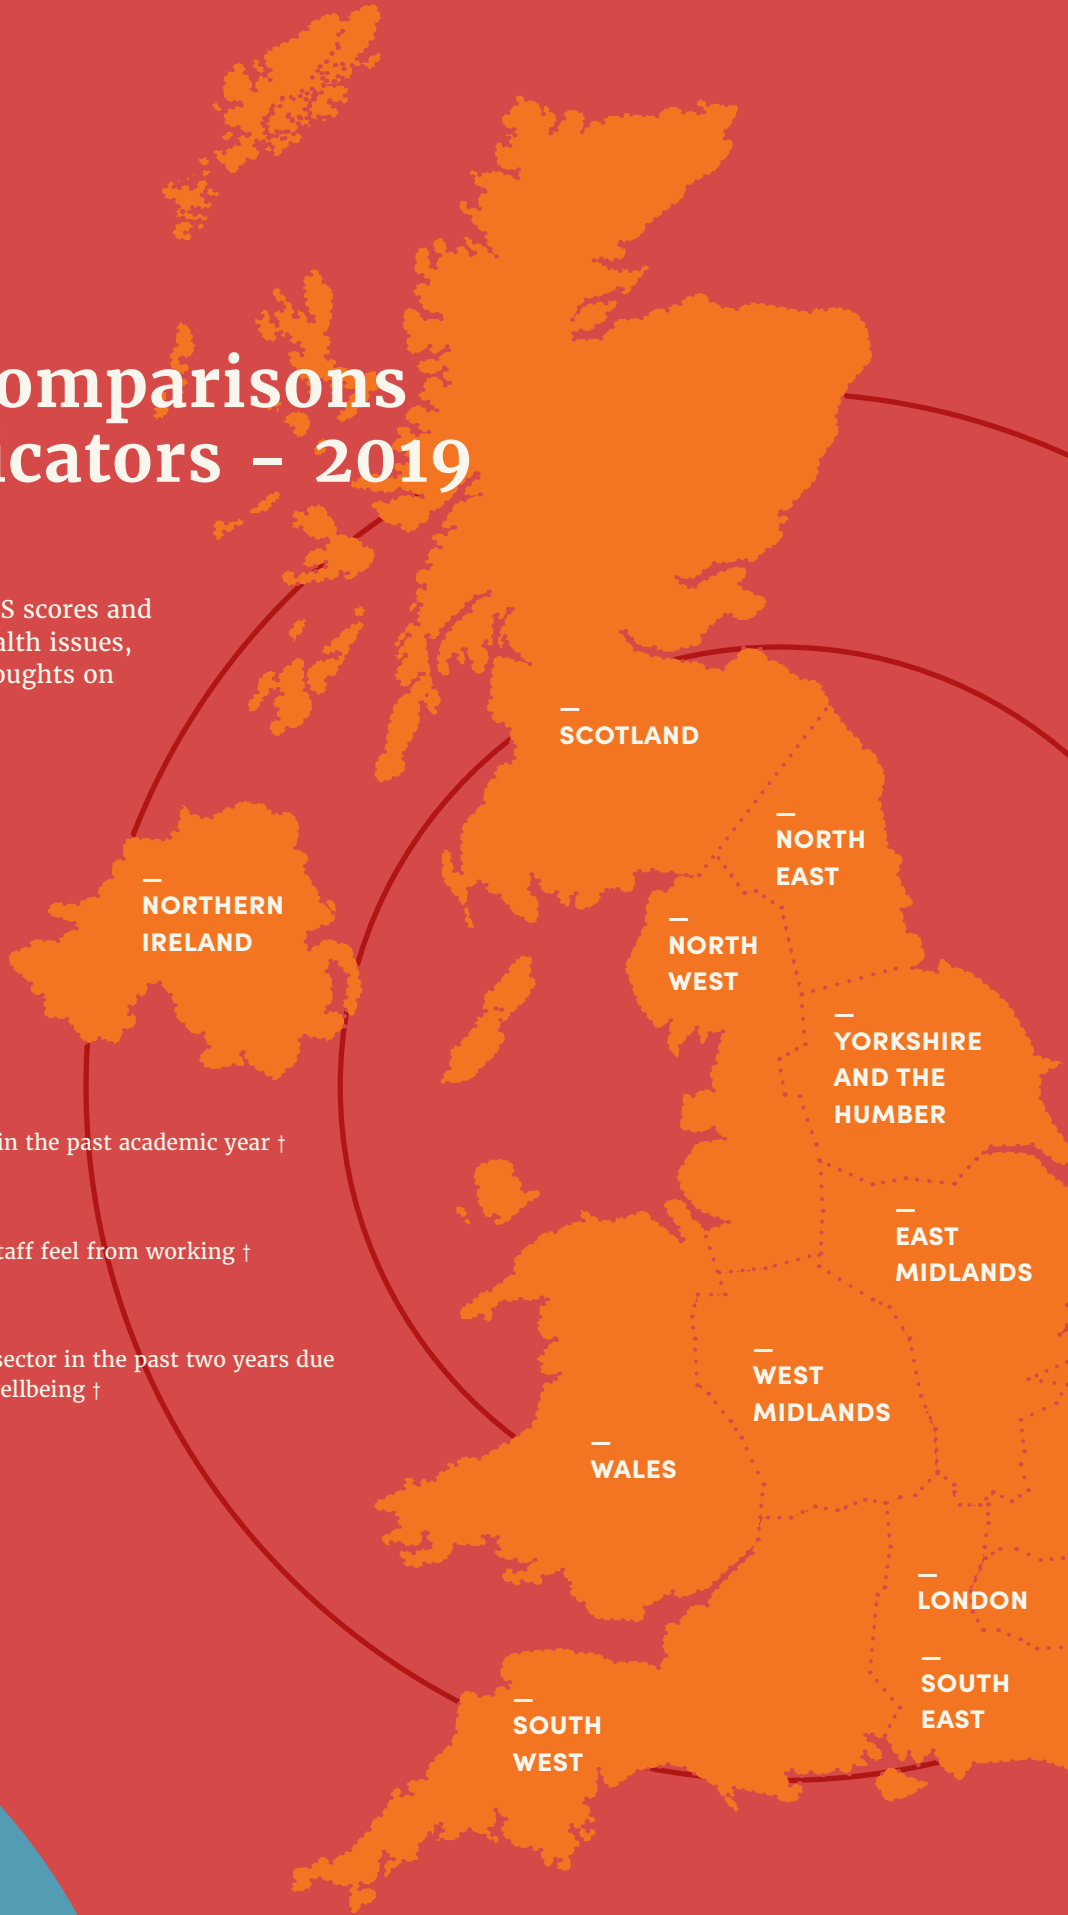 omparisons
icators – 2019
S scores and
alth issues,
oughts on
—
SCOTLAND
—
NORTH
EAST
—
NORTHERN
IRELAND
—
NORTH
WEST
—
YORKSHIRE
AND THE
HUMBER
in the past academic year †
—
EAST
MIDLANDS
taff feel from working †
sector in the past two years due
ellbeing †
—
WEST
MIDLANDS
—
WALES
—
LONDON
—
SOUTH
EAST
—
SOUTH
WEST